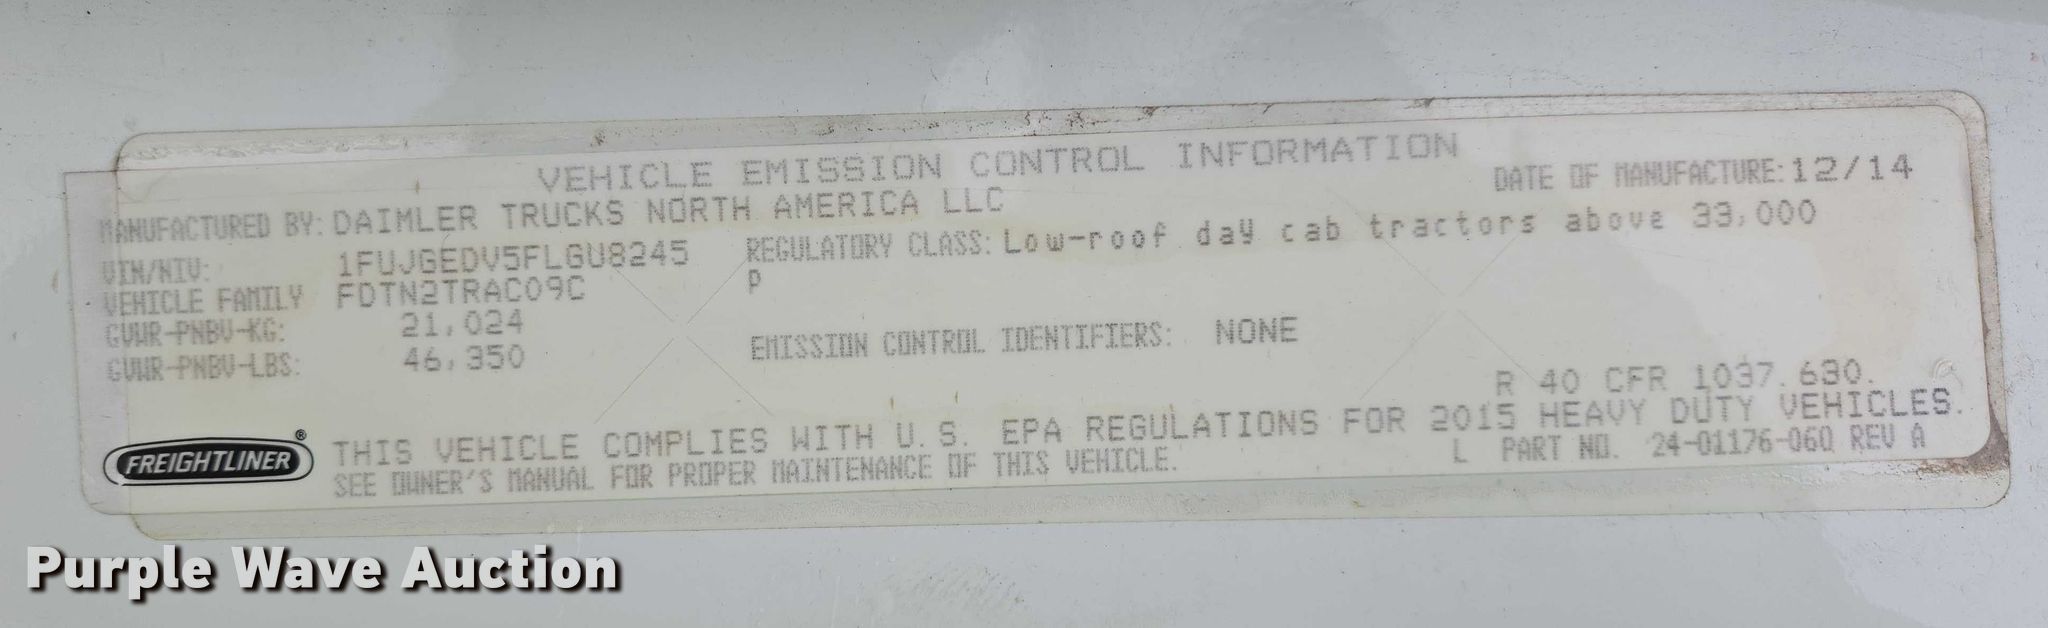 VEHICLE EMISSION CONTROL INFORMATION
DATE OF MANUFACTURE: 12/14
MANUFACTURED BY: DAIMLER TRUCKS NORTH AMERICA LLC
VIN/NIV: 1FUJGEDV5FLGU8245
REGULATORY CLASS: Low-roof day cab tractors above 33,000
P
VEHICLE FAMILY FDTN2TRAC09C
GVWR-PNBV-KG: 21,024
GVWR-PNBV-LBS: 46,350
EMISSION CONTROL IDENTIFIERS: NONE
R 40 CFR 1037.630.
THIS VEHICLE COMPLIES WITH U.S. EPA REGULATIONS FOR 2015 HEAVY DUTY VEHICLES.
SEE OWNER'S MANUAL FOR PROPER MAINTENANCE OF THIS VEHICLE.
L PART NO. 24-01176-060 REV A
FREIGHTLINER®
Purple Wave Auction